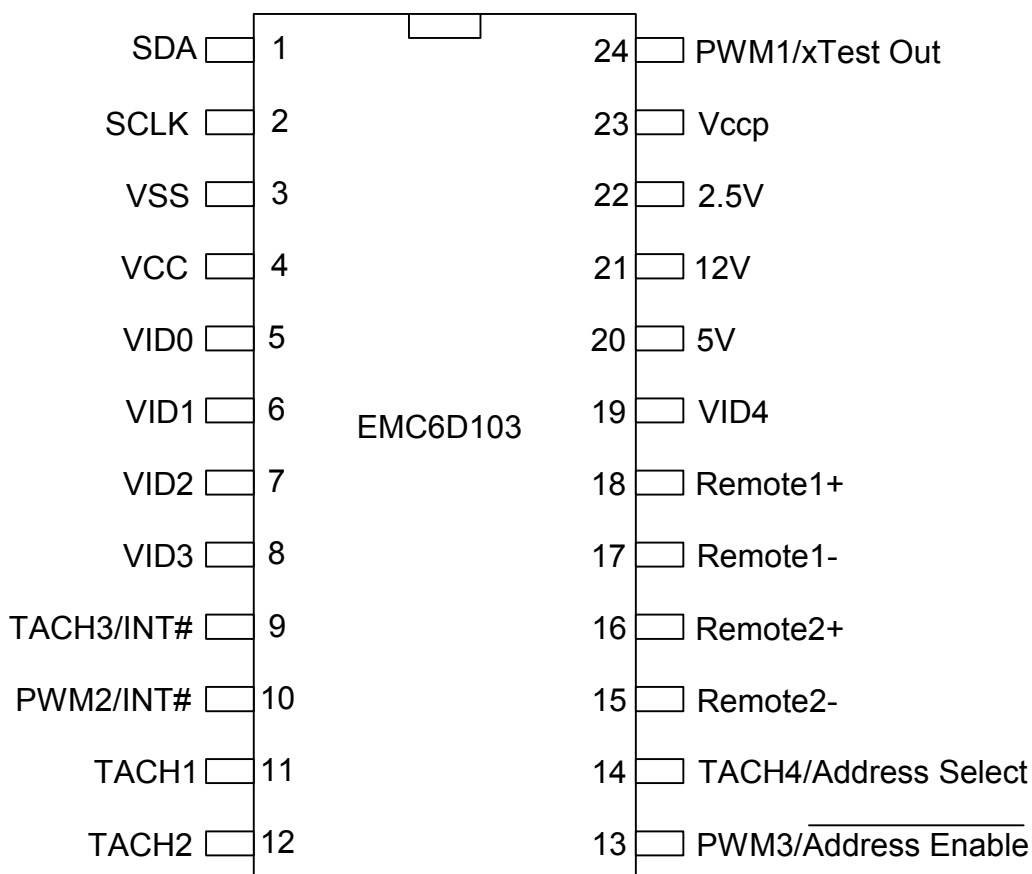 SDA 1
SCLK 2
VSS 3
VCC 4
VID0 5
VID1 6
VID2 7
VID3 8
TACH3/INT# 9
PWM2/INT# 10
TACH1 11
TACH2 12
EMC6D103
24 PWM1/xTest Out
23 Vccp
22 2.5V
21 12V
20 5V
19 VID4
18 Remote1+
17 Remote1-
16 Remote2+
15 Remote2-
14 TACH4/Address Select
13 PWM3/Address Enable